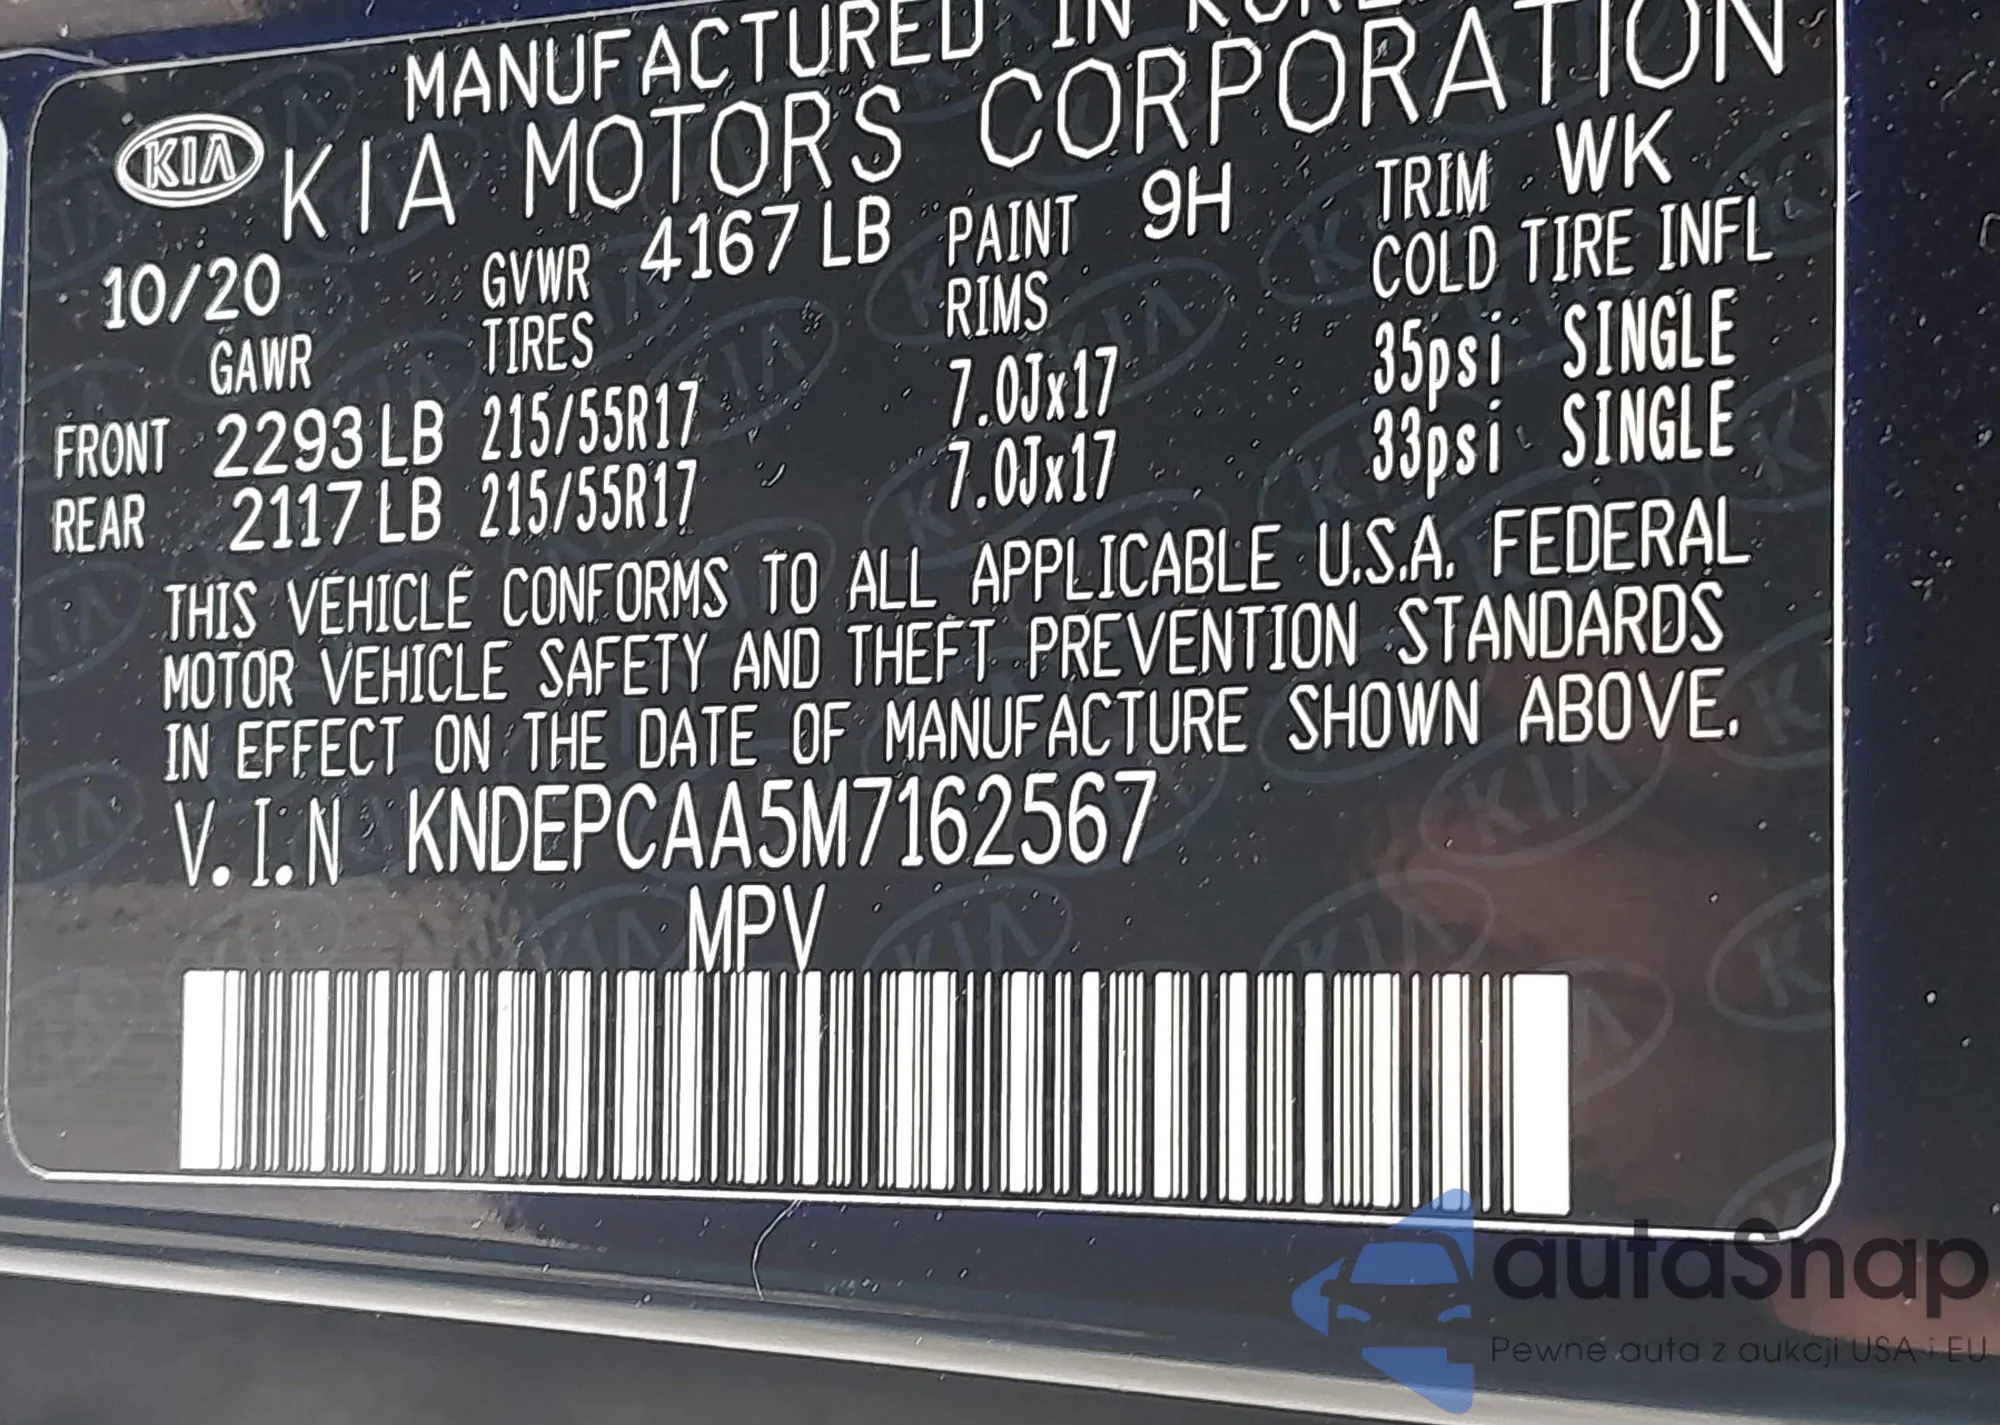 MANUFACTURED IN KOREA
KIA KIA MOTORS CORPORATION
10/20 GVWR 4167 LB PAINT 9H TRIM WK
GAWR TIRES RIMS COLD TIRE INFL
FRONT 2293 LB 215/55R17 7.0Jx17 35psi SINGLE
REAR 2117 LB 215/55R17 7.0Jx17 33psi SINGLE
THIS VEHICLE CONFORMS TO ALL APPLICABLE U.S.A. FEDERAL
MOTOR VEHICLE SAFETY AND THEFT PREVENTION STANDARDS
IN EFFECT ON THE DATE OF MANUFACTURE SHOWN ABOVE.
V.I.N KNDEPCAA5M7162567
MPV
autaSnap
Pewne auta z aukcji USA i EU